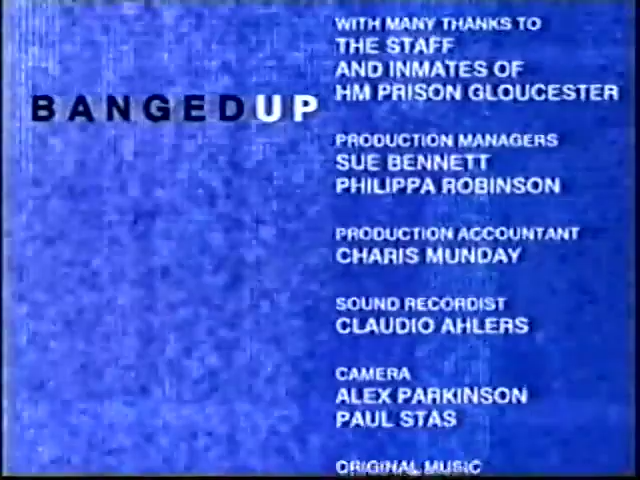 BANGEDUP
WITH MANY THANKS TO
THE STAFF
AND INMATES OF
HM PRISON GLOUCESTER
PRODUCTION MANAGERS
SUE BENNETT
PHILIPPA ROBINSON
PRODUCTION ACCOUNTANT
CHARIS MUNDAY
SOUND RECORDIST
CLAUDIO AHLERS
CAMERA
ALEX PARKINSON
PAUL STAS
ORIGINAL MUSIC